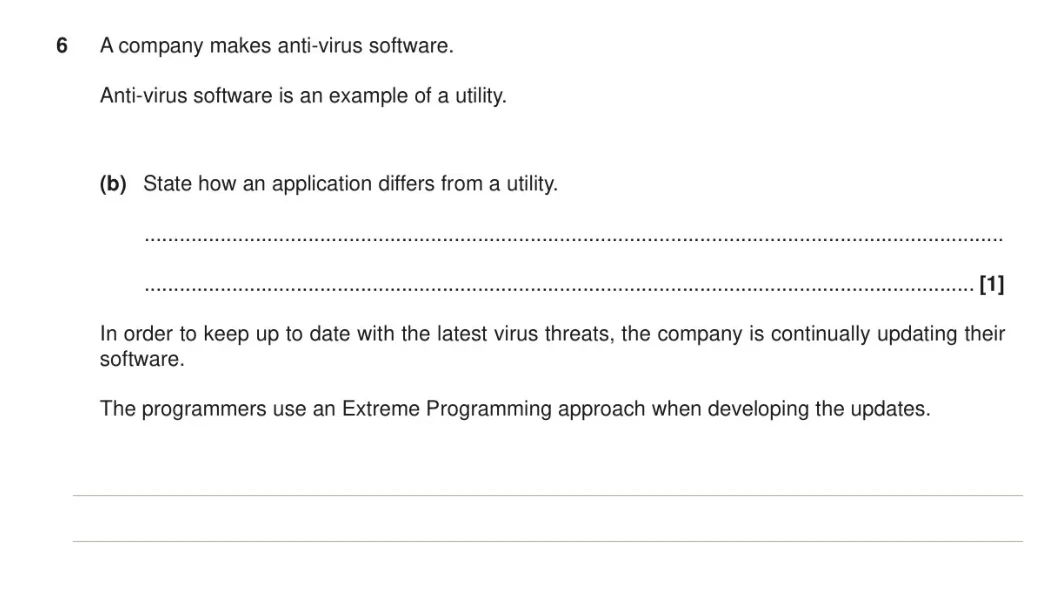 6 A company makes anti-virus software.
Anti-virus software is an example of a utility.
(b) State how an application differs from a utility.
..........................................................................................................................................................
..................................................................................................................................................... [1]
In order to keep up to date with the latest virus threats, the company is continually updating their
software.
The programmers use an Extreme Programming approach when developing the updates.